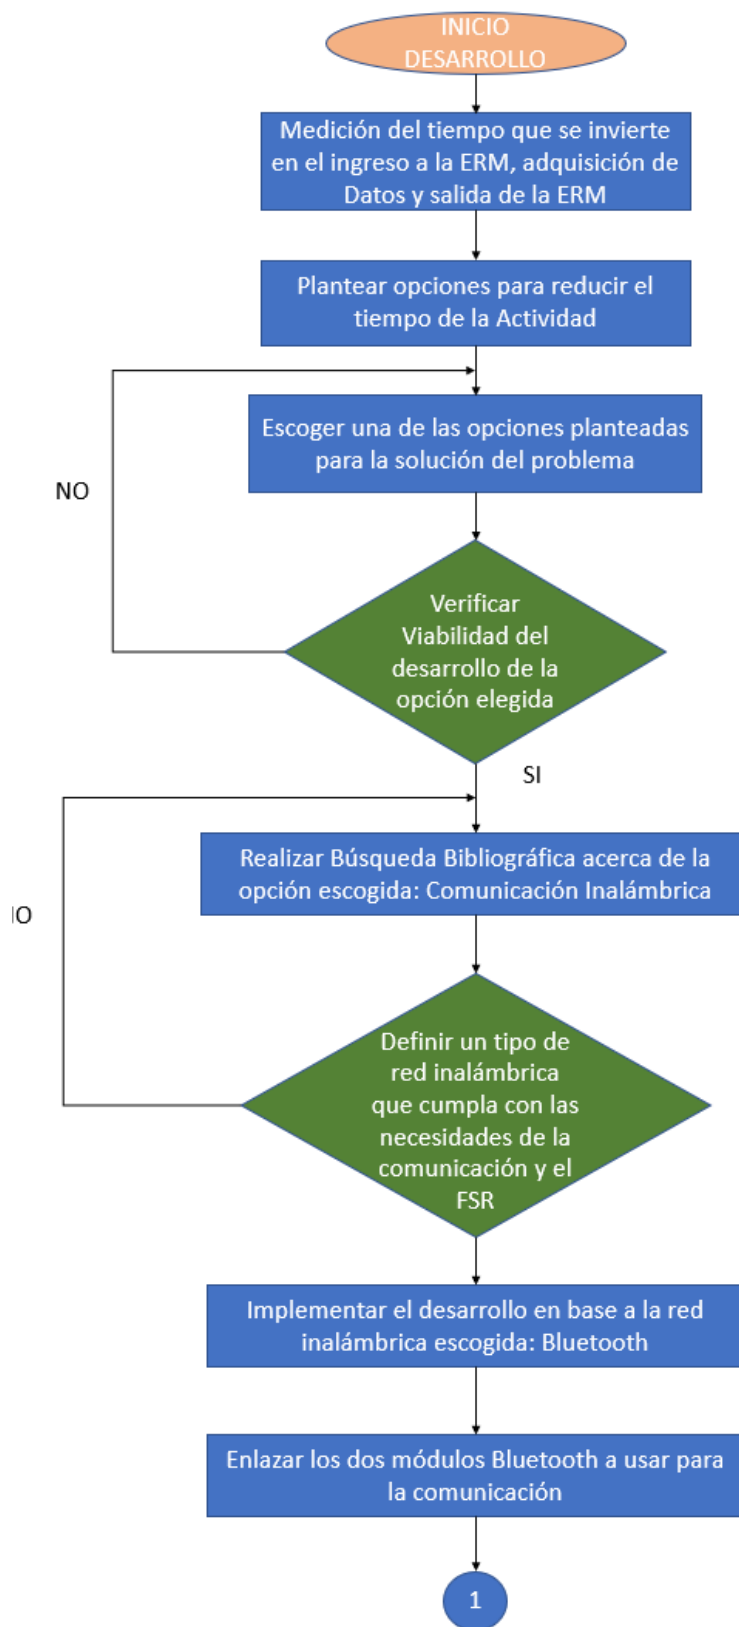 INICIO
DESARROLLO
Medición del tiempo que se invierte
en el ingreso a la ERM, adquisición de
Datos y salida de la ERM
Plantear opciones para reducir el
tiempo de la Actividad
Escoger una de las opciones planteadas
para la solución del problema
NO
Verificar
Viabilidad del
desarrollo de la
opción elegida
SI
Realizar Búsqueda Bibliográfica acerca de la
opción escogida: Comunicación Inalámbrica
Definir un tipo de
red inalámbrica
que cumpla con las
necesidades de la
comunicación y el
FSR
Implementar el desarrollo en base a la red
inalámbrica escogida: Bluetooth
Enlazar los dos módulos Bluetooth a usar para
la comunicación
1